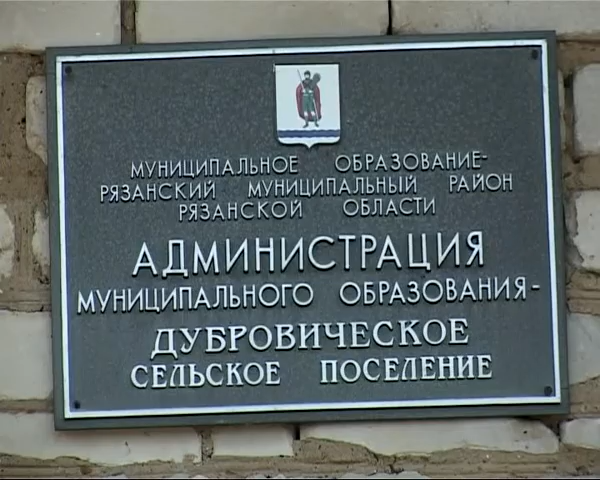 МУНИЦИПАЛЬНОЕ ОБРАЗОВАНИЕ-
РЯЗАНСКИЙ МУНИЦИПАЛЬНЫЙ РАЙОН
РЯЗАНСКОЙ ОБЛАСТИ
АДМИНИСТРАЦИЯ
МУНИЦИПАЛЬНОГО ОБРАЗОВАНИЯ-
ДУБРОВИЧЕСКОЕ
СЕЛЬСКОЕ ПОСЕЛЕНИЕ